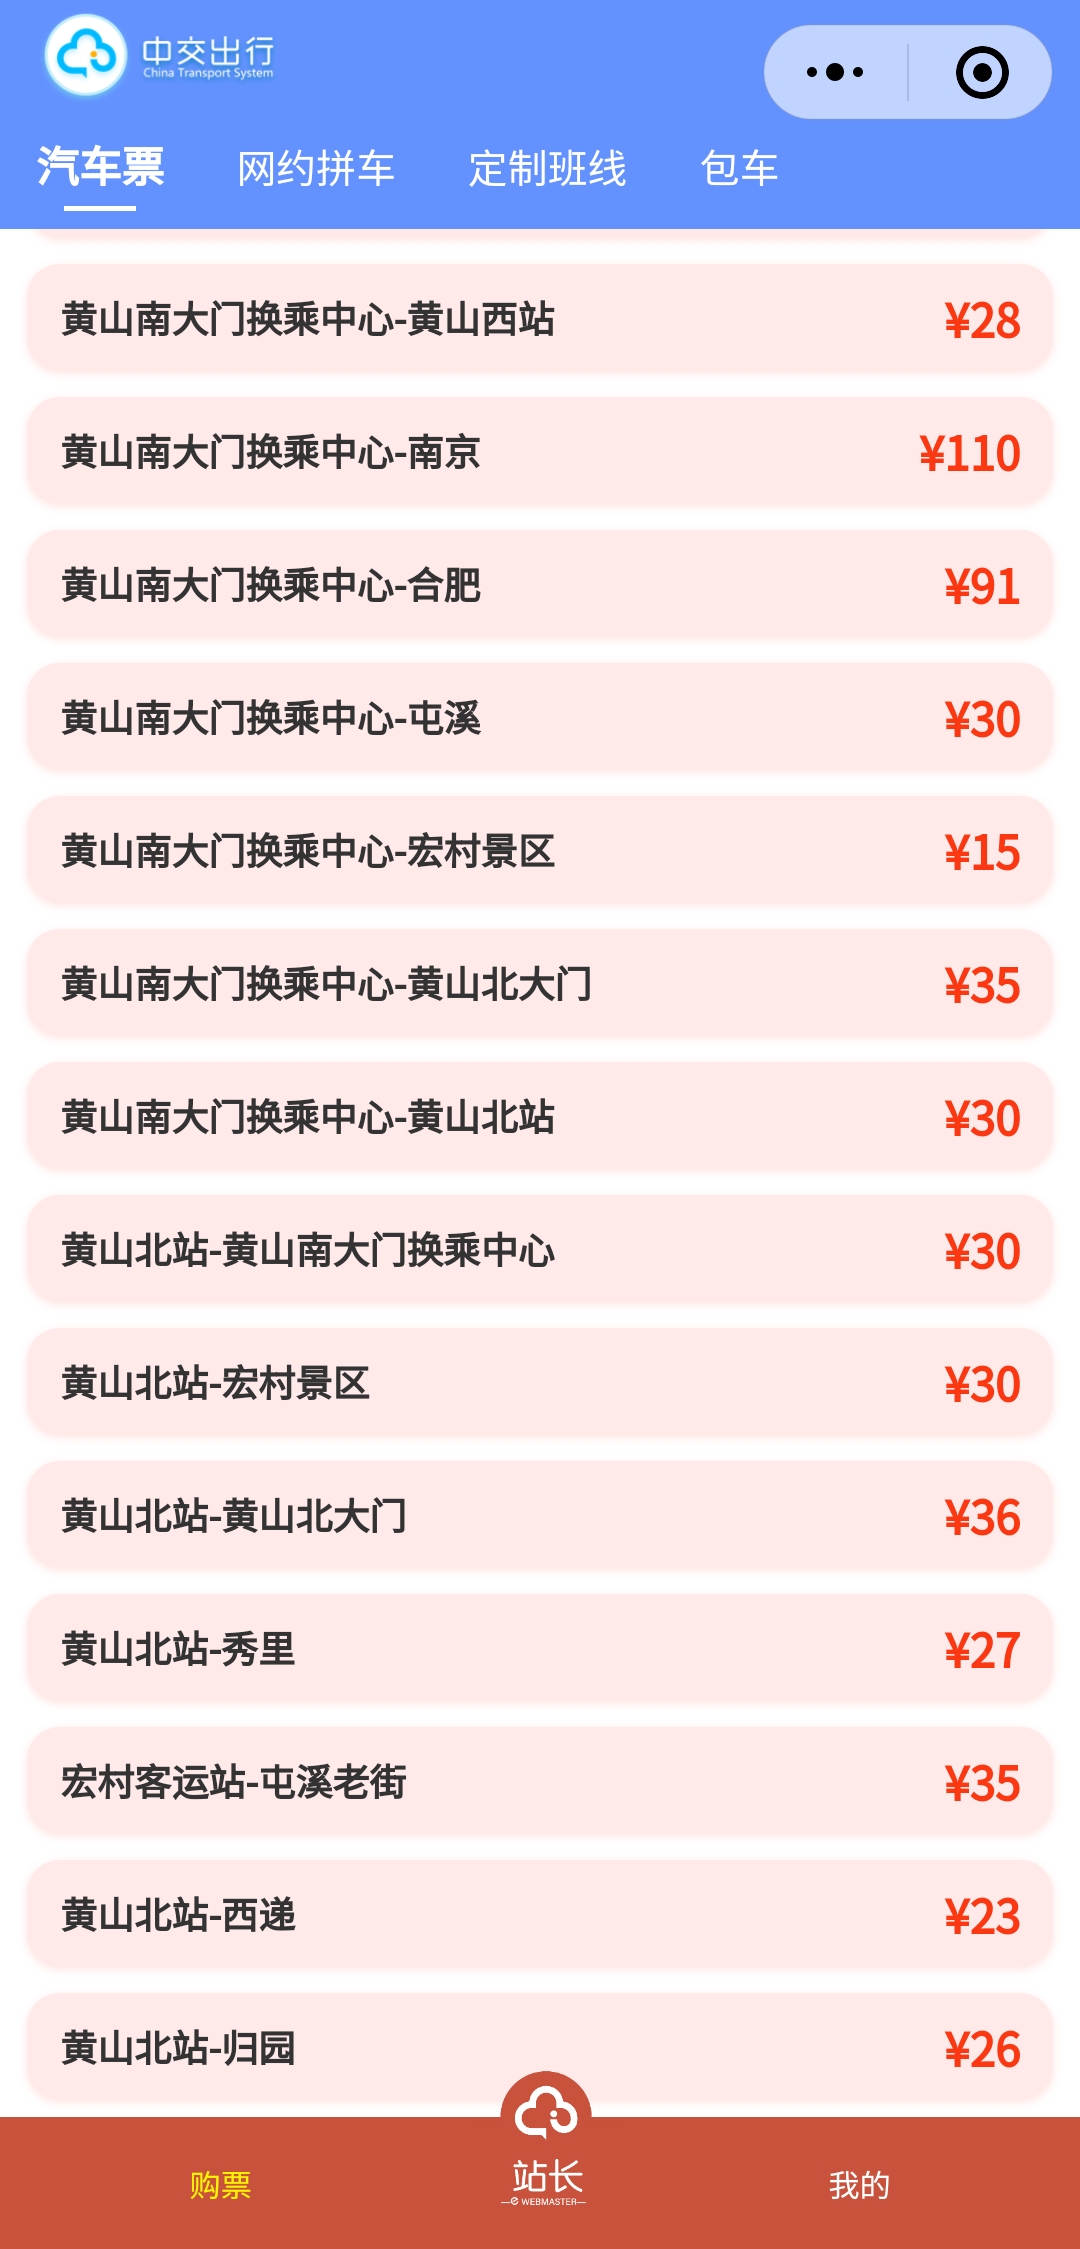 中交出行
China Transport System
汽车票 网约拼车 定制班线 包车
黄山南大门换乘中心-黄山西站 ¥28
黄山南大门换乘中心-南京 ¥110
黄山南大门换乘中心-合肥 ¥91
黄山南大门换乘中心-屯溪 ¥30
黄山南大门换乘中心-宏村景区 ¥15
黄山南大门换乘中心-黄山北大门 ¥35
黄山南大门换乘中心-黄山北站 ¥30
黄山北站-黄山南大门换乘中心 ¥30
黄山北站-宏村景区 ¥30
黄山北站-黄山北大门 ¥36
黄山北站-秀里 ¥27
宏村客运站-屯溪老街 ¥35
黄山北站-西递 ¥23
黄山北站-归园 ¥26
购票 站长 我的
—e WEBMASTER—